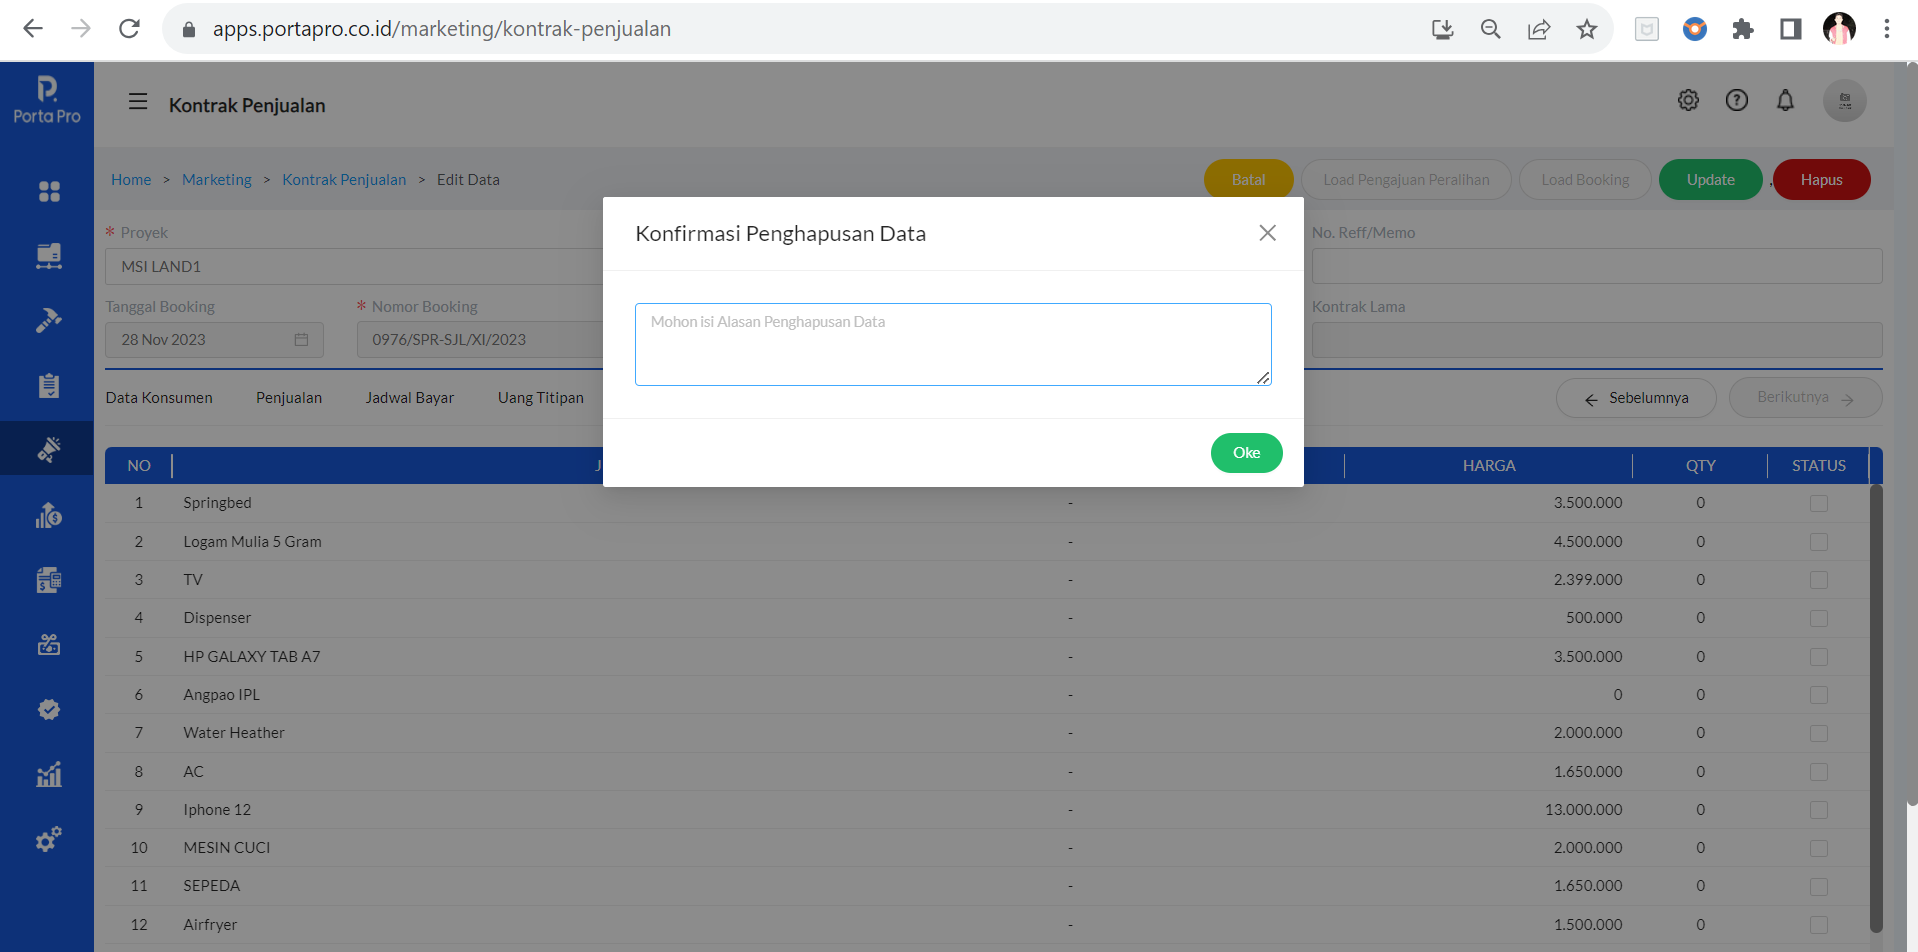 apps.portapro.co.id/marketing/kontrak-penjualan
Porta Pro
Kontrak Penjualan
Home > Marketing > Kontrak Penjualan > Edit Data
Batal
Load Pengajuan Peralihan
Load Booking
Update
,
Hapus
Konfirmasi Penghapusan Data
Mohon isi Alasan Penghapusan Data
Oke
* Proyek
MSI LAND1
No. Reff/Memo
Tanggal Booking
28 Nov 2023
* Nomor Booking
0976/SPR-SJL/XI/2023
Kontrak Lama
Data Konsumen Penjualan Jadwal Bayar Uang Titipan
Sebelumnya
Berikutnya
NO J HARGA QTY STATUS
1 Springbed - 3.500.000 0
2 Logam Mulia 5 Gram - 4.500.000 0
3 TV - 2.399.000 0
4 Dispenser - 500.000 0
5 HP GALAXY TAB A7 - 3.500.000 0
6 Angpao IPL - 0 0
7 Water Heather - 2.000.000 0
8 AC - 1.650.000 0
9 Iphone 12 - 13.000.000 0
10 MESIN CUCI - 2.000.000 0
11 SEPEDA - 1.650.000 0
12 Airfryer - 1.500.000 0